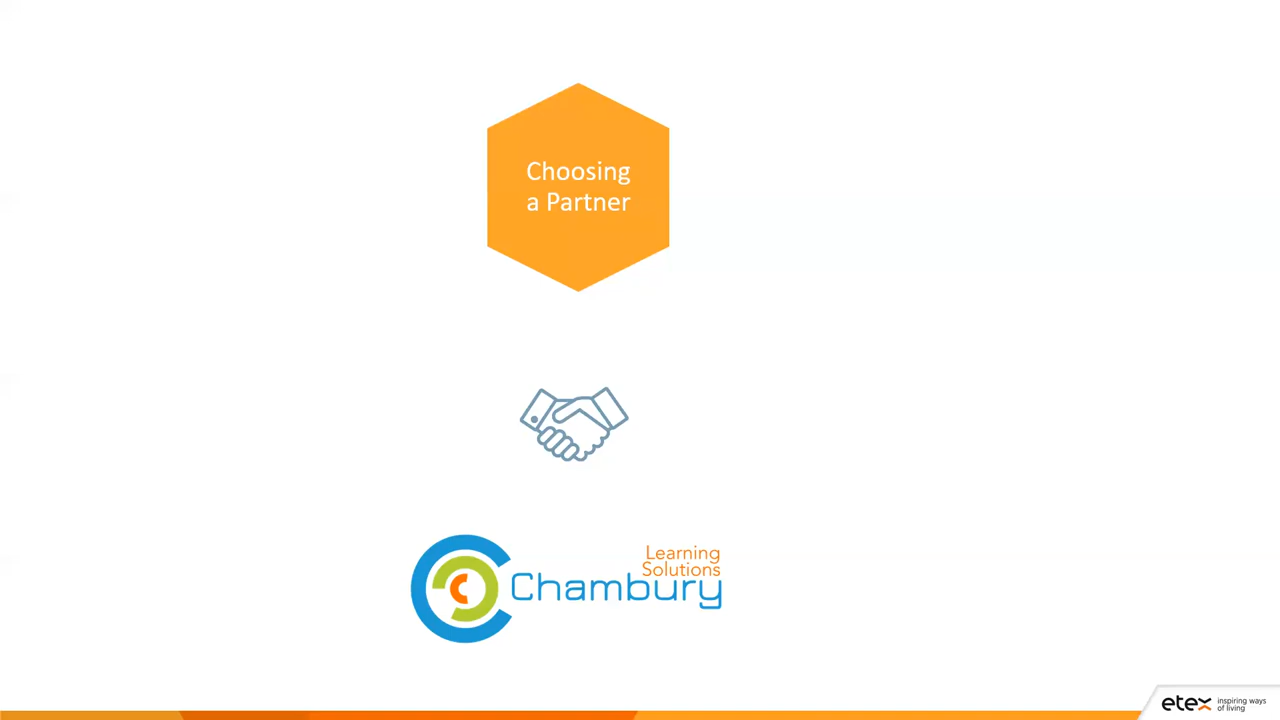 Choosing
a Partner
Learning
Solutions
Chambury
etex
inspiring ways
of living